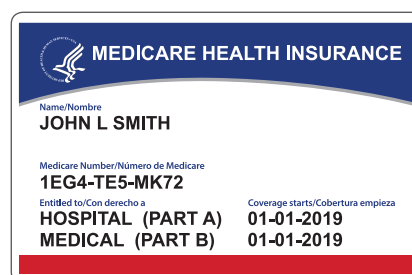 MEDICARE HEALTH INSURANCE
Name/Nombre
JOHN L SMITH
Medicare Number/Número de Medicare
1EG4-TE5-MK72
Entitled to/Con derecho a Coverage starts/Cobertura empieza
HOSPITAL (PART A) 01-01-2019
MEDICAL (PART B) 01-01-2019